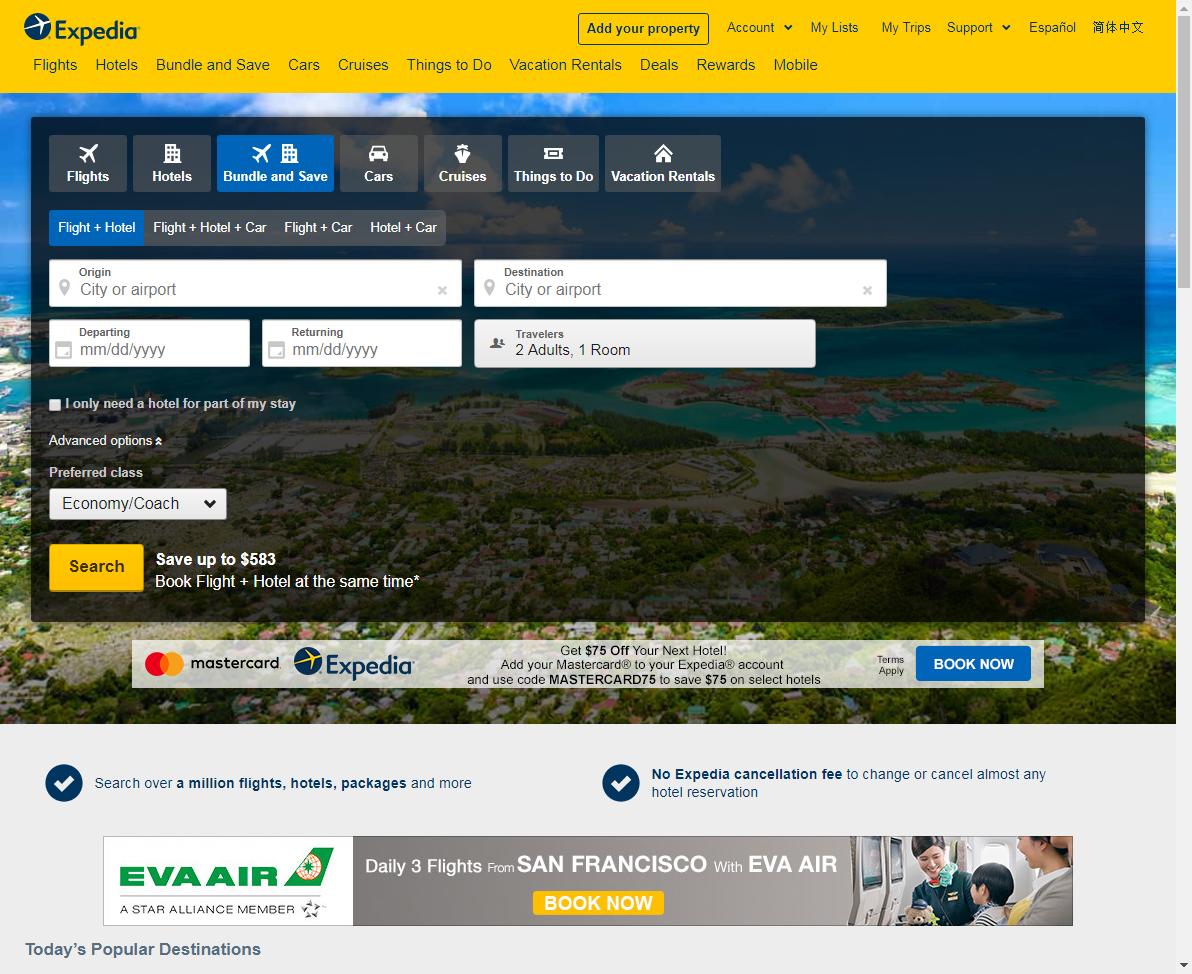 Expedia
Add your property
Account
My Lists
My Trips
Support
Español
简体中文
Flights
Hotels
Bundle and Save
Cars
Cruises
Things to Do
Vacation Rentals
Deals
Rewards
Mobile
Flights
Hotels
Bundle and Save
Cars
Cruises
Things to Do
Vacation Rentals
Flight + Hotel
Flight + Hotel + Car
Flight + Car
Hotel + Car
Origin
City or airport
Destination
City or airport
Departing
mm/dd/yyyy
Returning
mm/dd/yyyy
Travelers
2 Adults, 1 Room
I only need a hotel for part of my stay
Advanced options
Preferred class
Economy/Coach
Search
Save up to $583
Book Flight + Hotel at the same time*
mastercard
Expedia
Get $75 Off Your Next Hotel!
Add your Mastercard® to your Expedia® account
and use code MASTERCARD75 to save $75 on select hotels
Terms
Apply
BOOK NOW
Search over a million flights, hotels, packages and more
No Expedia cancellation fee to change or cancel almost any
hotel reservation
EVA AIR
A STAR ALLIANCE MEMBER
Daily 3 Flights From SAN FRANCISCO With EVA AIR
BOOK NOW
Today's Popular Destinations